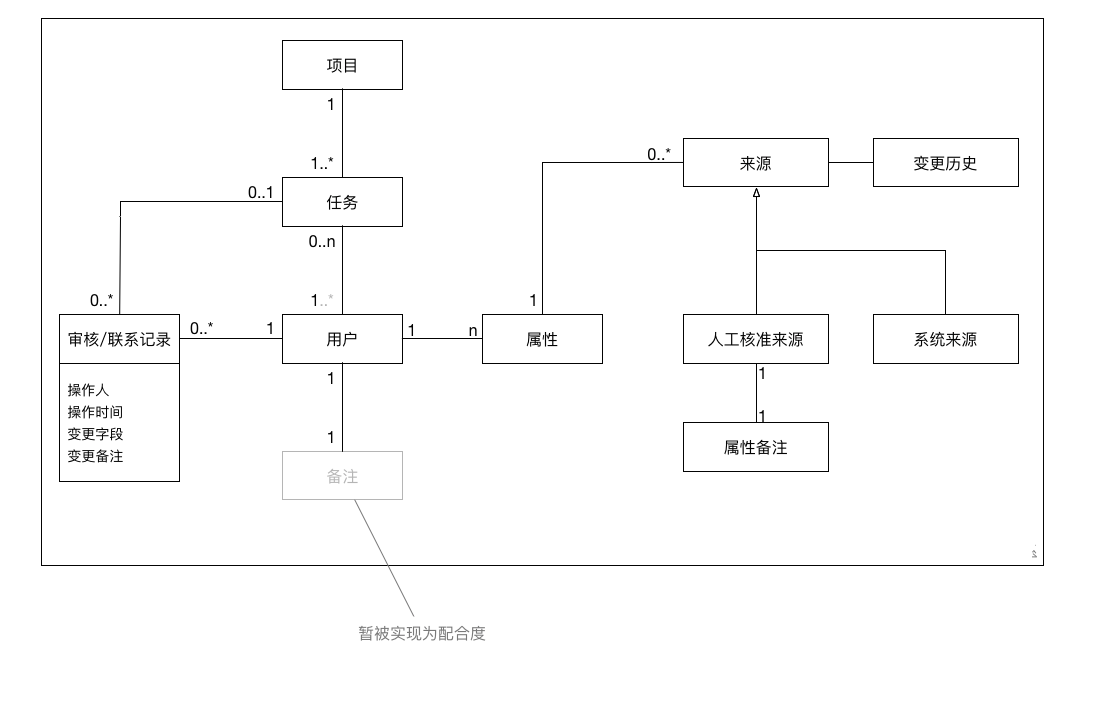 项目
1
1..*
0..*
来源
变更历史
0..1
任务
0..n
0..*
1..*
1
审核/联系记录
0..*
1
用户
1
n
属性
人工核准来源
系统来源
操作人
操作时间
变更字段
变更备注
1
1
1
1
备注
属性备注
暂被实现为配合度